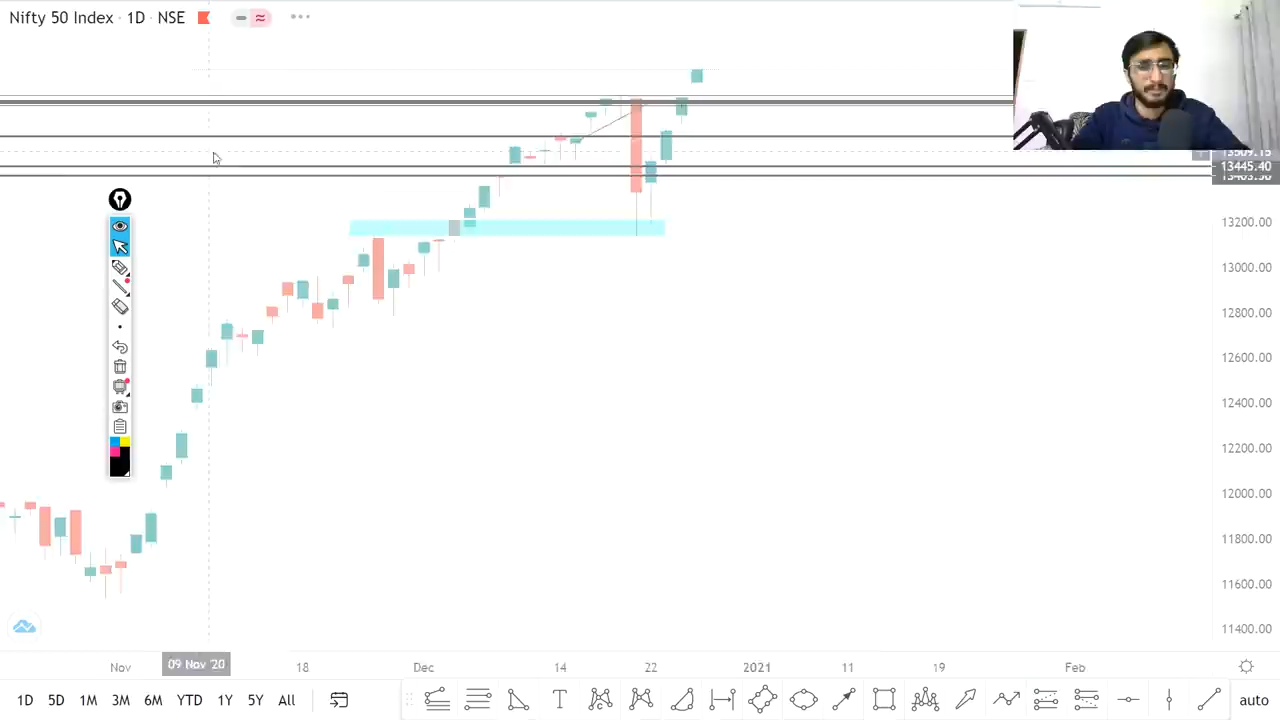 Nifty 50 Index · 1D · NSE
13445.40
13200.00
13000.00
12800.00
12600.00
12400.00
12200.00
12000.00
11800.00
11600.00
11400.00
Nov
09 Nov '20
18
Dec
14
22
2021
11
19
Feb
1D 5D 1M 3M 6M YTD 1Y 5Y All
T
auto